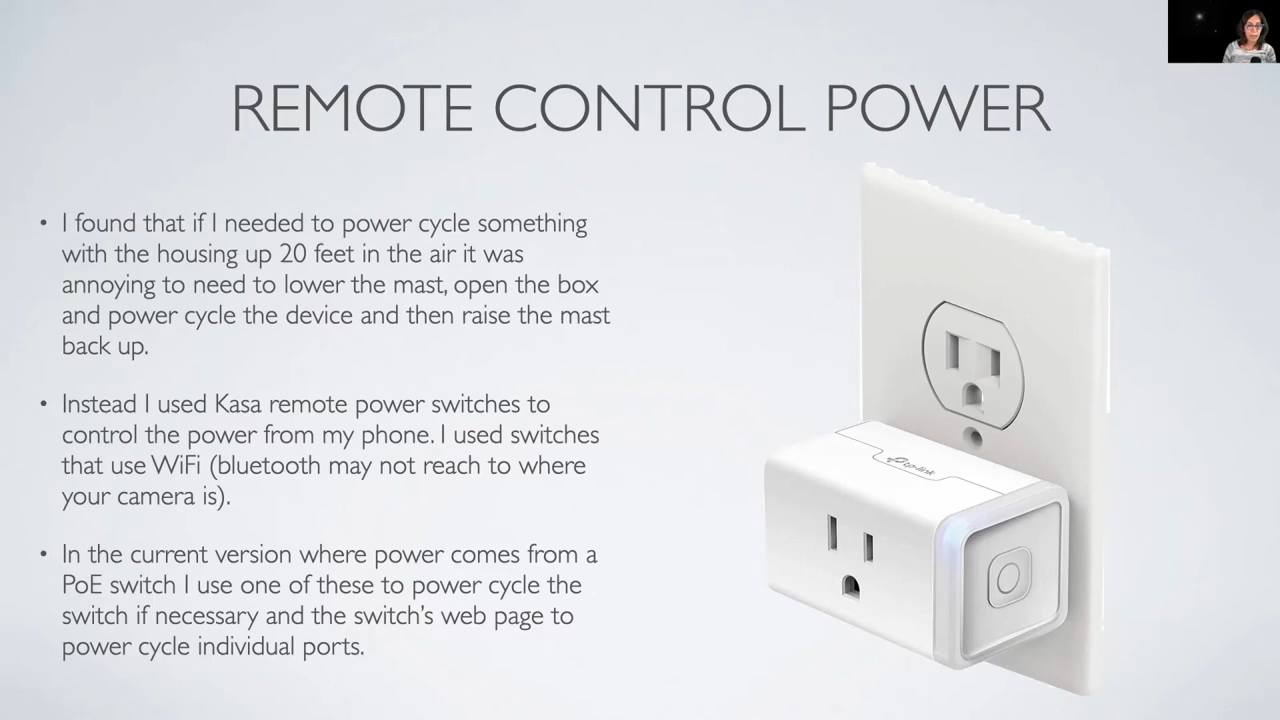 REMOTE CONTROL POWER
• I found that if I needed to power cycle something
with the housing up 20 feet in the air it was
annoying to need to lower the mast, open the box
and power cycle the device and then raise the mast
back up.
• Instead I used Kasa remote power switches to
control the power from my phone. I used switches
that use WiFi (bluetooth may not reach to where
your camera is).
• In the current version where power comes from a
PoE switch I use one of these to power cycle the
switch if necessary and the switch's web page to
power cycle individual ports.
tp-link